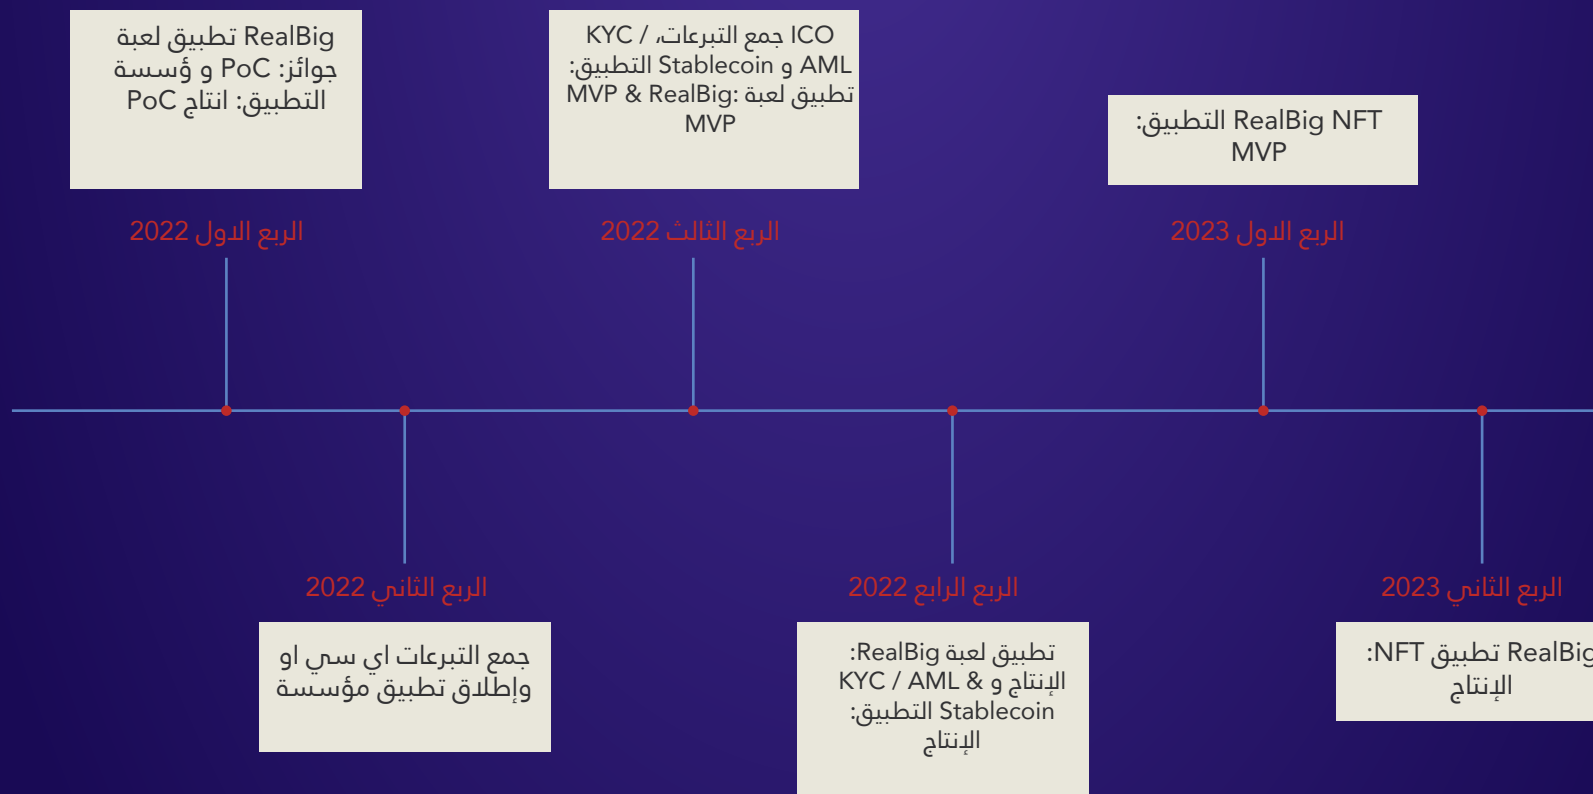 RealBig تطبيق لعبة
جوائز: PoC و ؤسسة
التطبيق: انتاج PoC
الربع الاول 2022
ICO جمع التبرعات، / KYC
AML و Stablecoin التطبيق:
تطبيق لعبة :MVP & RealBig
MVP
الربع الثالث 2022
RealBig NFT التطبيق:
MVP
الربع الاول 2023
الربع الثاني 2022
جمع التبرعات اي سي او
وإطلاق تطبيق مؤسسة
الربع الرابع 2022
تطبيق لعبة RealBig:
الإنتاج و & KYC / AML
Stablecoin التطبيق:
الإنتاج
الربع الثاني 2023
RealBig تطبيق NFT:
الإنتاج